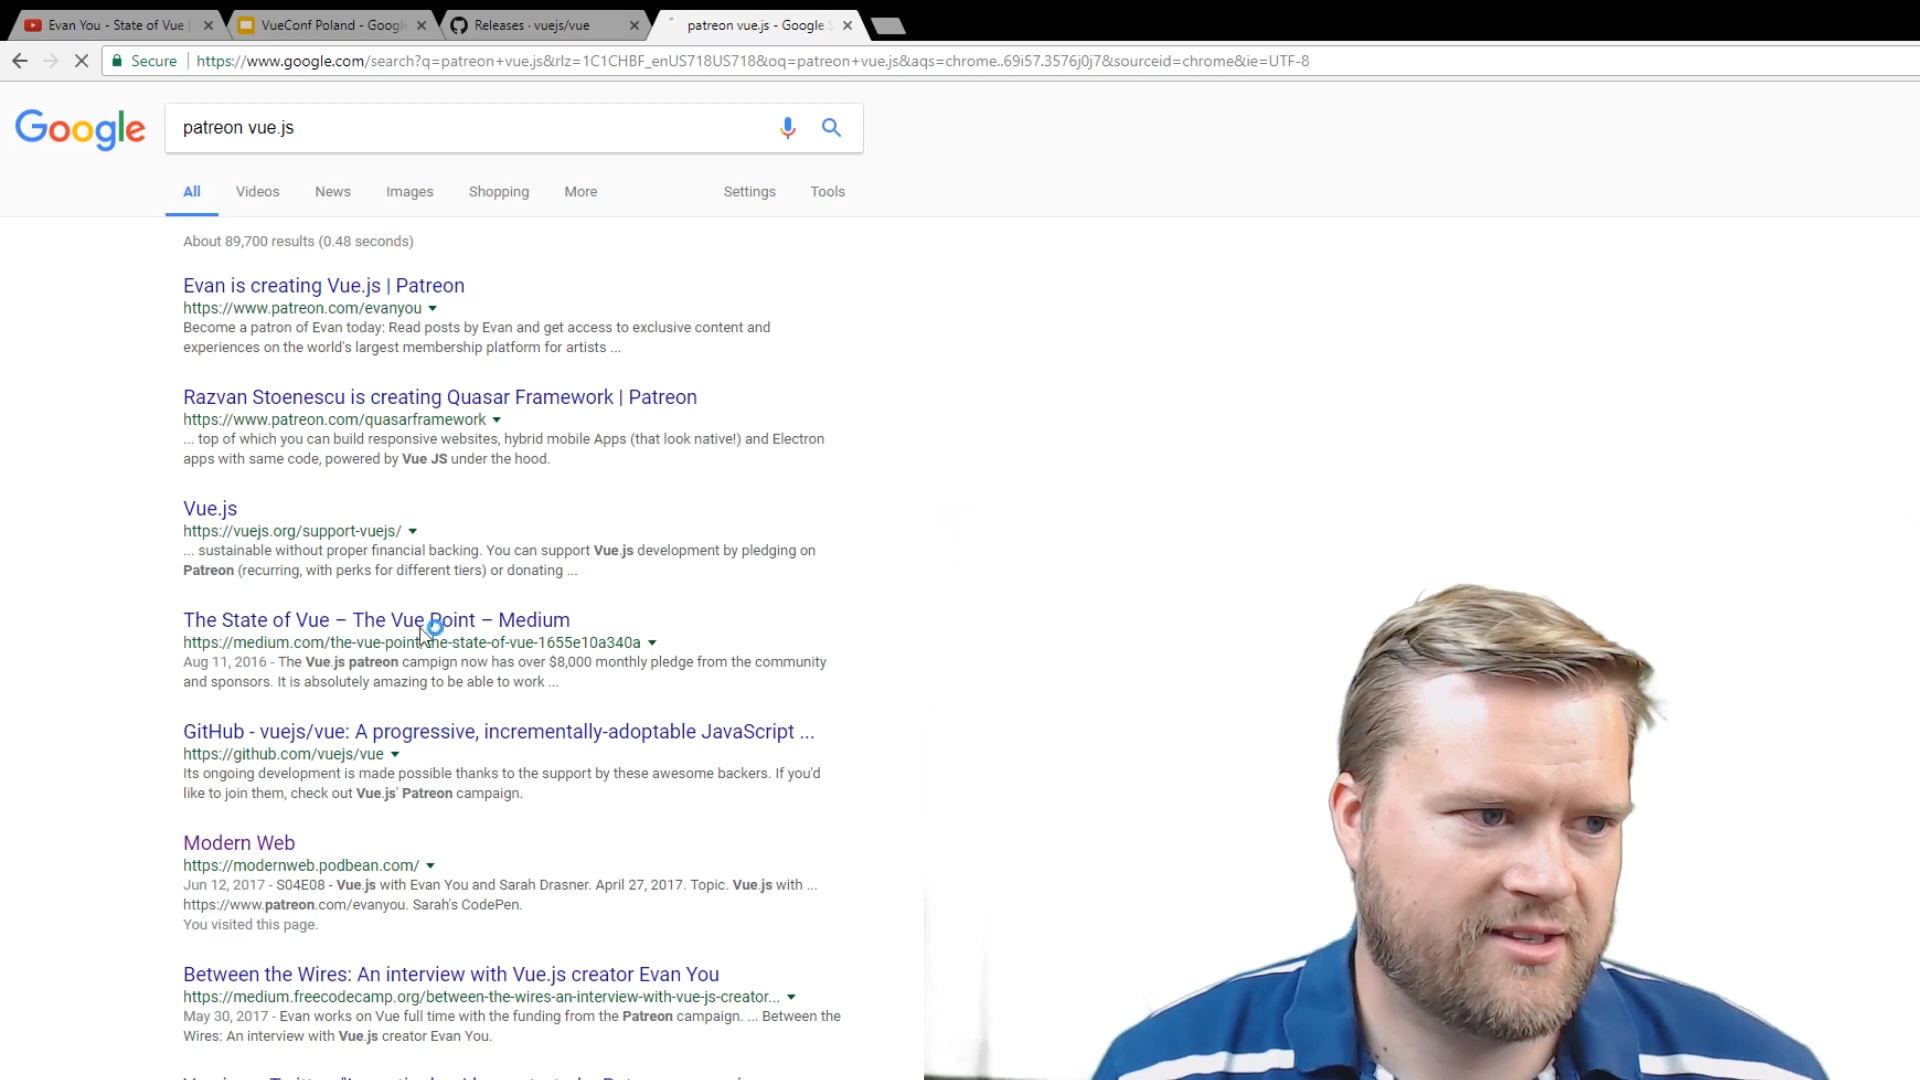 Evan You - State of Vue |
VueConf Poland - Google
Releases · vuejs/vue
patreon vue.js - Google S
Secure
https://www.google.com/search?q=patreon+vue.js&rlz=1C1CHBF_enUS718US718&oq=patreon+vue.js&aqs=chrome..69i57.3576j0j7&sourceid=chrome&ie=UTF-8
Google
patreon vue.js
All
Videos
News
Images
Shopping
More
Settings
Tools
About 89,700 results (0.48 seconds)
Evan is creating Vue.js | Patreon
https://www.patreon.com/evanyou
Become a patron of Evan today: Read posts by Evan and get access to exclusive content and
experiences on the world's largest membership platform for artists ...
Razvan Stoenescu is creating Quasar Framework | Patreon
https://www.patreon.com/quasarframework
... top of which you can build responsive websites, hybrid mobile Apps (that look native!) and Electron
apps with same code, powered by Vue JS under the hood.
Vue.js
https://vuejs.org/support-vuejs/
... sustainable without proper financial backing. You can support Vue.js development by pledging on
Patreon (recurring, with perks for different tiers) or donating ...
The State of Vue – The Vue Point – Medium
https://medium.com/the-vue-point/the-state-of-vue-1655e10a340a
Aug 11, 2016 - The Vue.js patreon campign now has over $8,000 monthly pledge from the community
and sponsors. It is absolutely amazing to be able to work ...
GitHub - vuejs/vue: A progressive, incrementally-adoptable JavaScript ...
https://github.com/vuejs/vue
Its ongoing development is made possible thanks to the support by these awesome backers. If you'd
like to join them, check out Vue.js' Patreon campaign.
Modern Web
https://modernweb.podbean.com/
Jun 12, 2017 - S04E08 - Vue.js with Evan You and Sarah Drasner. April 27, 2017. Topic. Vue.js with ...
https://www.patreon.com/evanyou. Sarah's CodePen.
You visited this page.
Between the Wires: An interview with Vue.js creator Evan You
https://medium.freecodecamp.org/between-the-wires-an-interview-with-vue-js-creator...
May 30, 2017 - Evan works on Vue full time with the funding from the Patreon campaign. ... Between the
Wires: An interview with Vue.js creator Evan You.